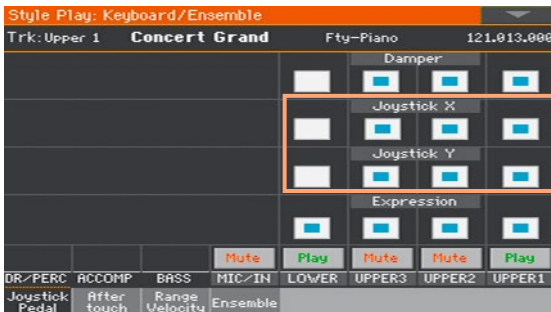 Style Play: Keyboard/Ensemble
Trk:Upper 1 Concert Grand Fty-Piano 121.013.000
Damper
Joystick X
Joystick Y
Expression
Mute Play Mute Mute Play
DR/PERC ACCOMP BASS MIC/IN LOWER UPPER3 UPPER2 UPPER1
Joystick After Range Ensemble
Pedal touch Velocity